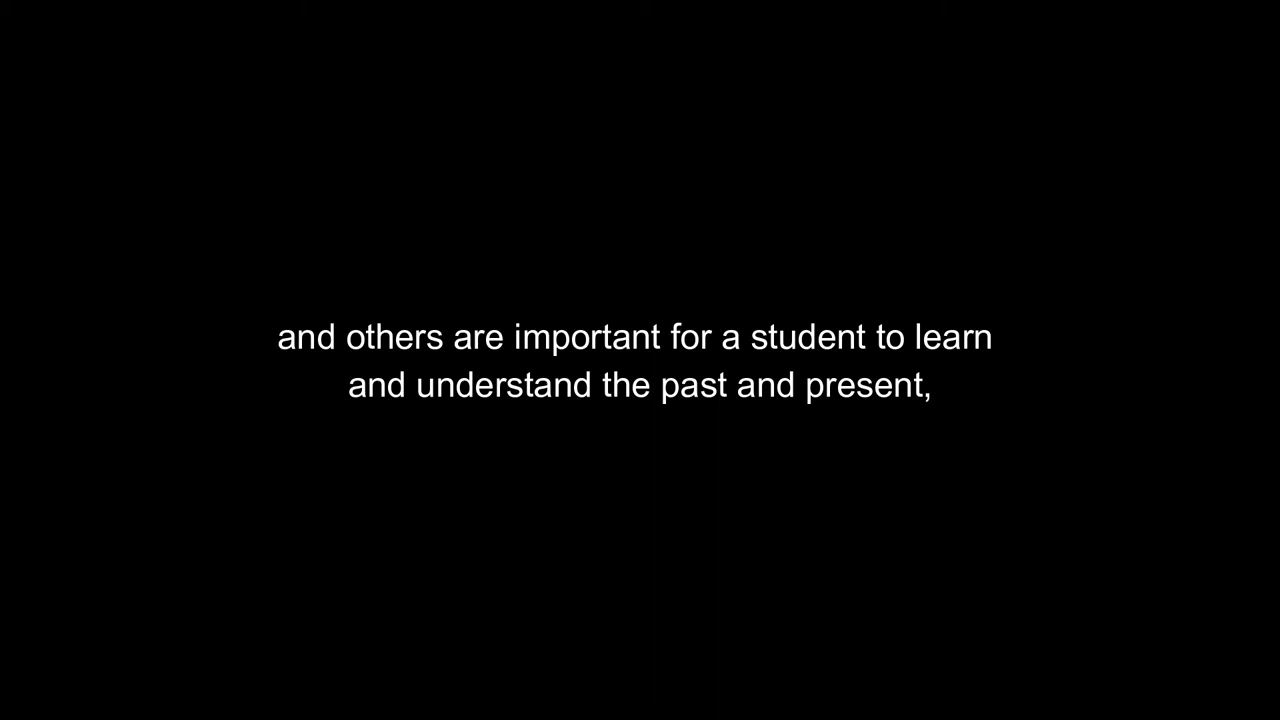 and others are important for a student to learn
and understand the past and present,